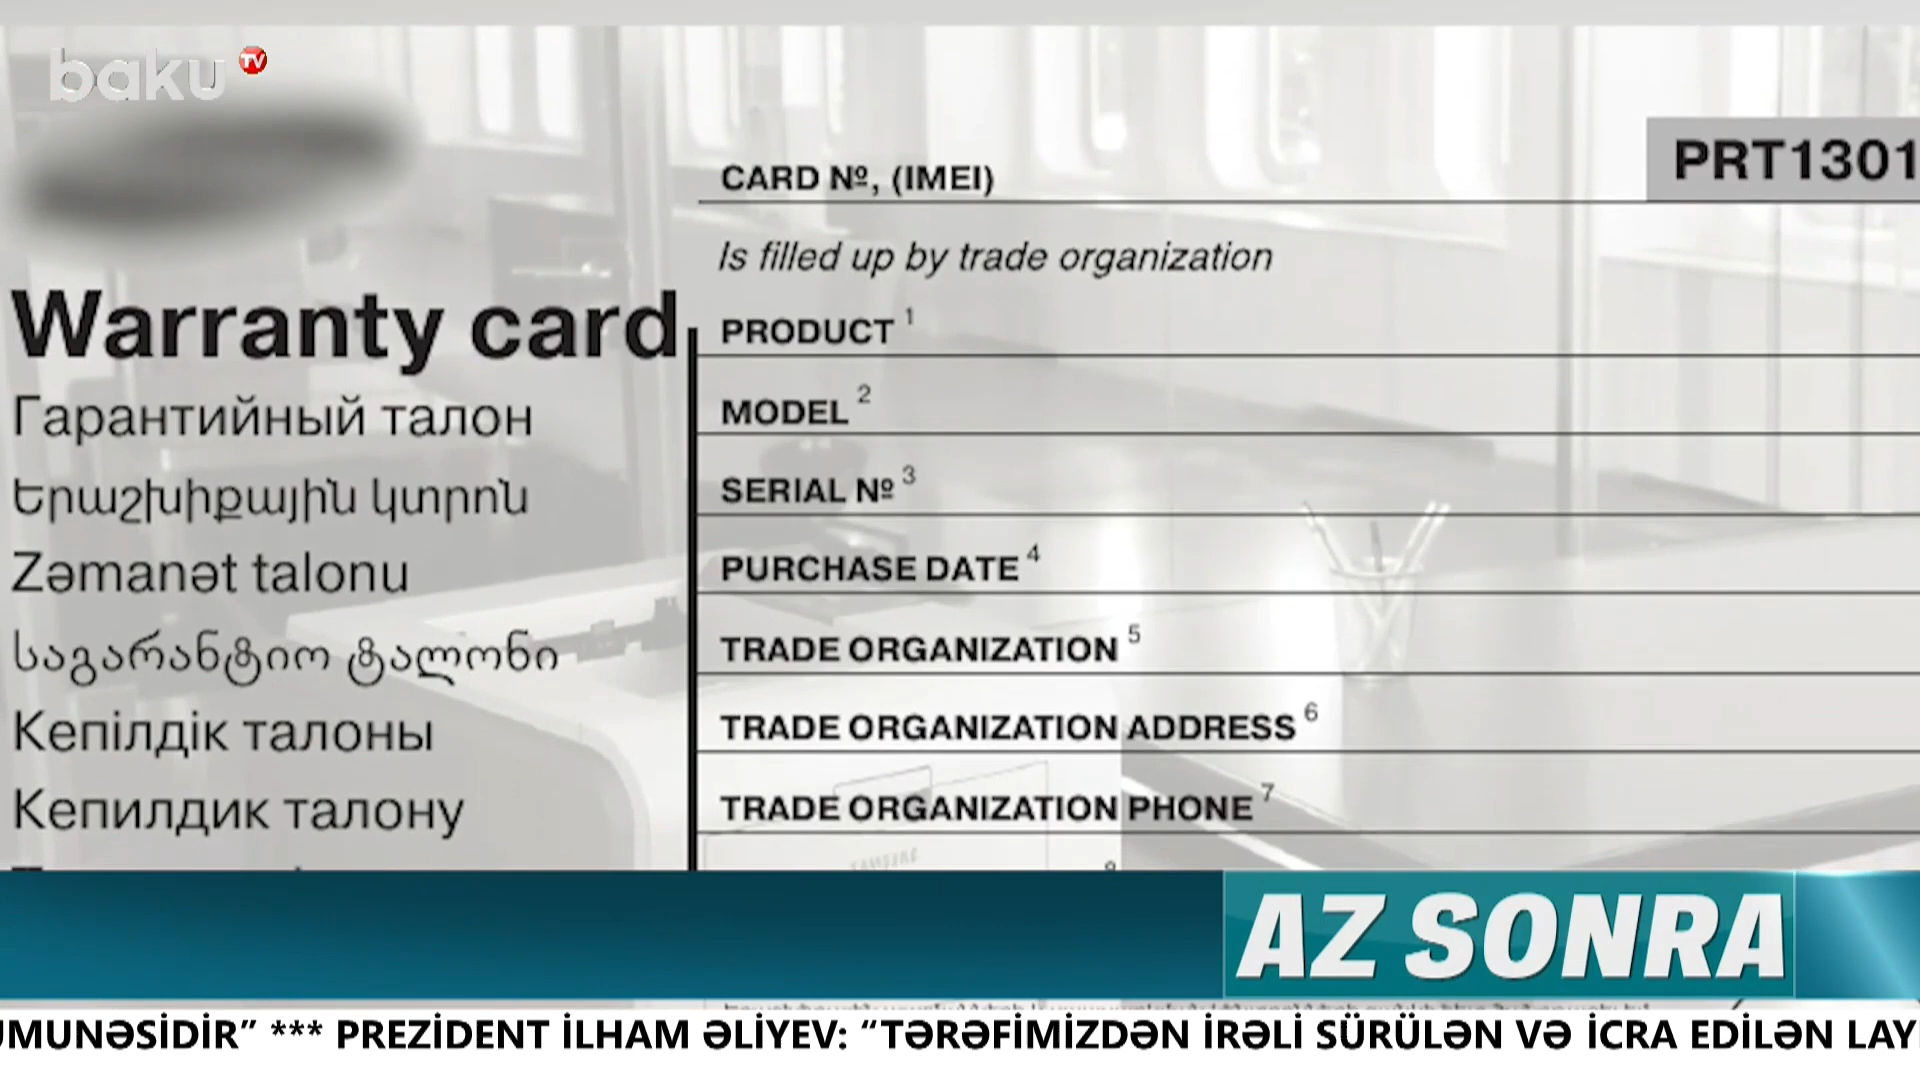 baku TV
CARD №, (IMEI)
PRT1301
Is filled up by trade organization
Warranty card
Гарантийный талон
Երաշխիքային կտրոն
Zəmanət talonu
საგარანტიო ტალონი
Кепілдік талоны
Кепилдик талону
PRODUCT 1
MODEL 2
SERIAL № 3
PURCHASE DATE 4
TRADE ORGANIZATION 5
TRADE ORGANIZATION ADDRESS 6
TRADE ORGANIZATION PHONE 7
SAMSUNG
AZ SONRA
ÜMUNƏSİDİR” *** PREZİDENT İLHAM ƏLİYEV: “TƏRƏFİMİZDƏN İRƏLİ SÜRÜLƏN VƏ İCRA EDİLƏN LAY